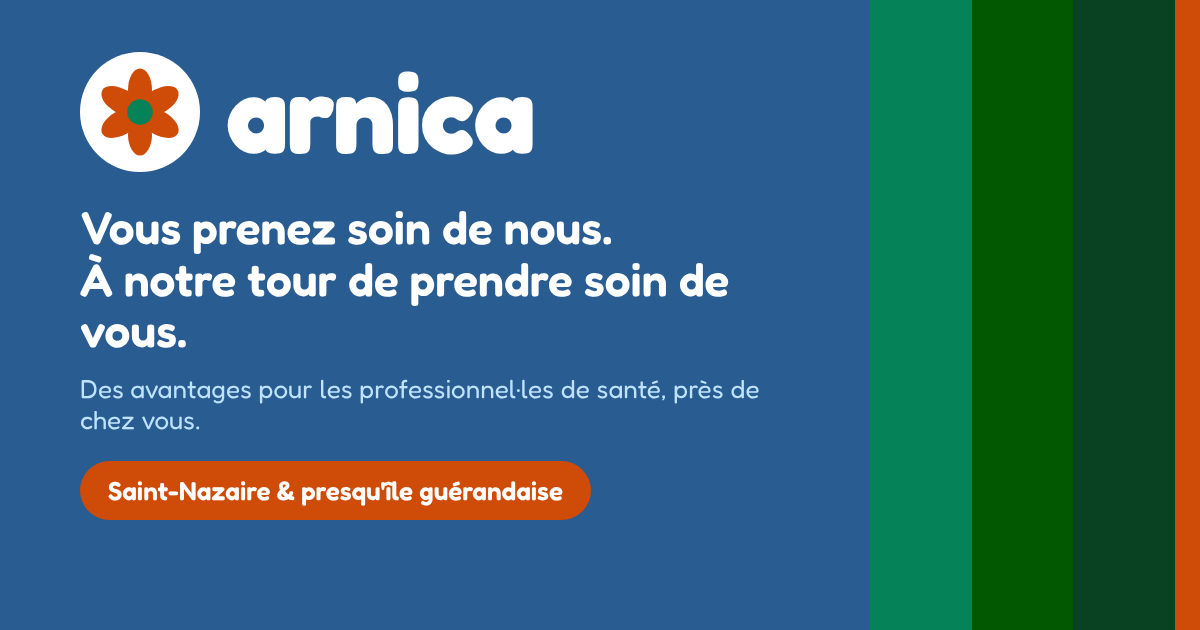 arnica
Vous prenez soin de nous.
À notre tour de prendre soin de
vous.
Des avantages pour les professionnel·les de santé, près de
chez vous.
Saint-Nazaire & presqu'île guérandaise